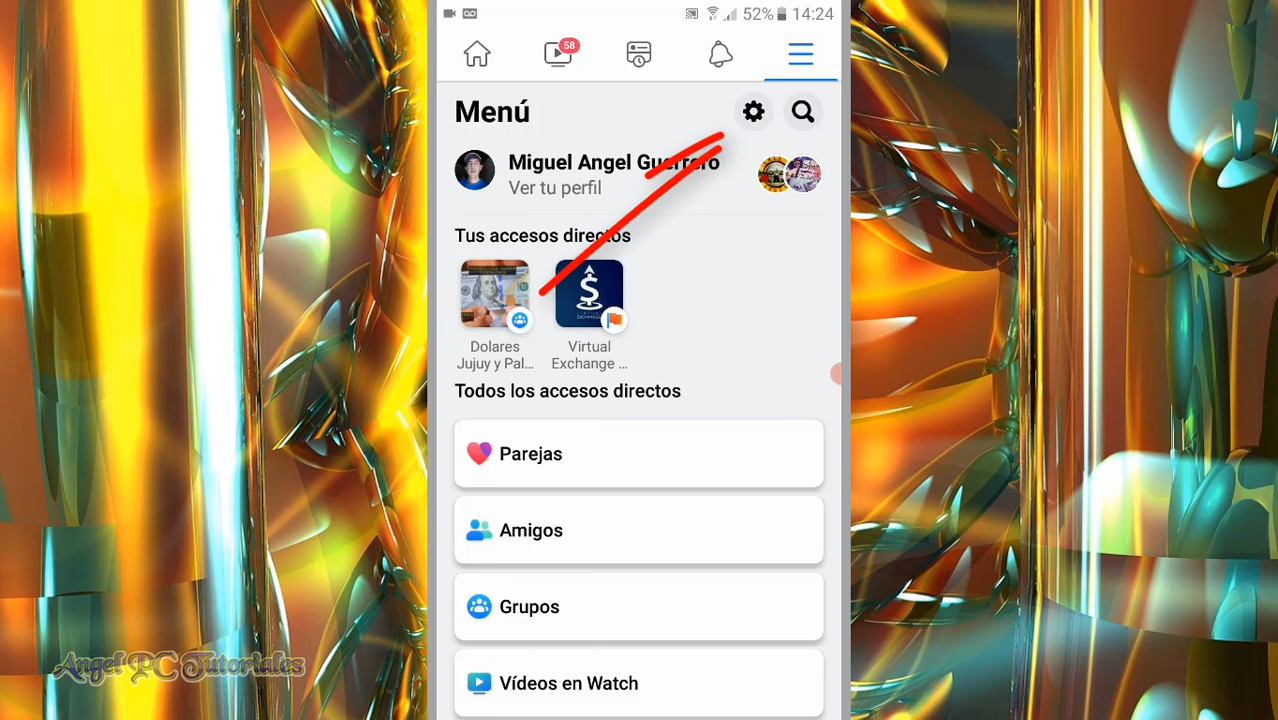 52% 14:24
58
Menú
Miguel Angel Guerrero
Ver tu perfil
Tus accesos directos
Dolares
Jujuy y Pal...
Virtual
Exchange ...
Todos los accesos directos
Parejas
Amigos
Grupos
Vídeos en Watch
Angel PC Tutoriales